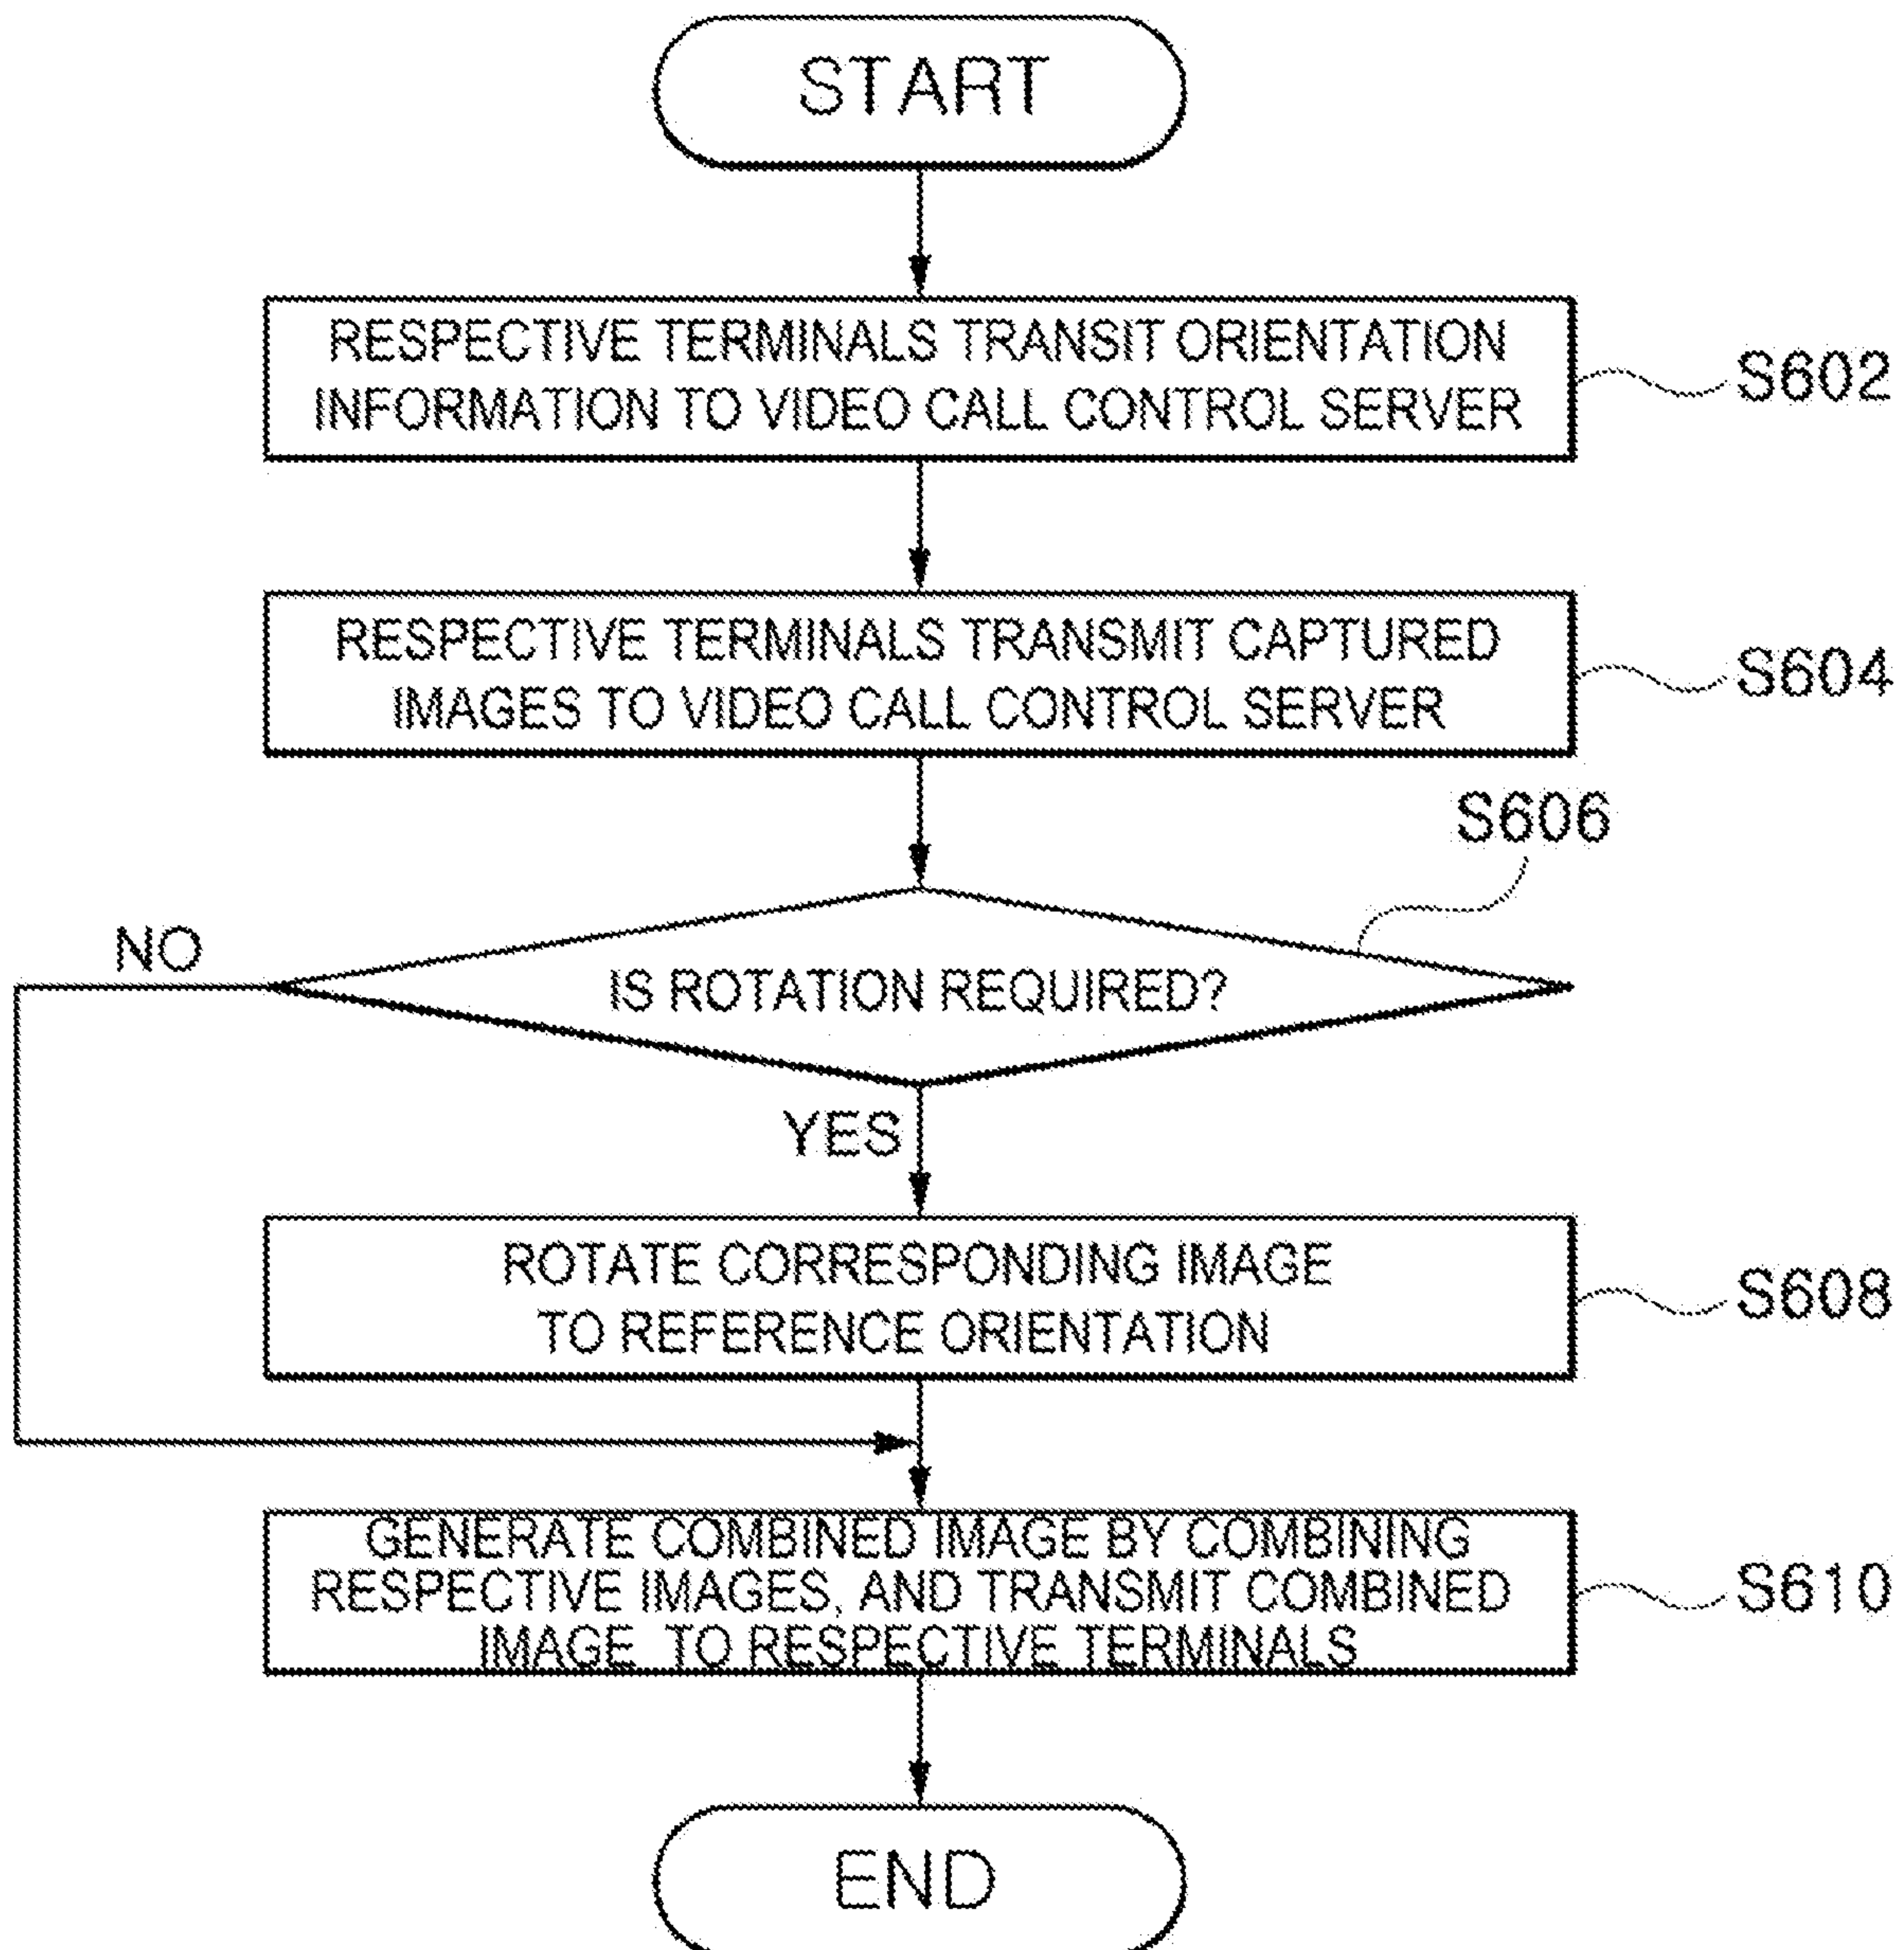 START
RESPECTIVE TERMINALS TRANSIT ORIENTATION
INFORMATION TO VIDEO CALL CONTROL SERVER
S602
RESPECTIVE TERMINALS TRANSMIT CAPTURED
IMAGES TO VIDEO CALL CONTROL SERVER
S604
S606
NO
IS ROTATION REQUIRED?
YES
ROTATE CORRESPONDING IMAGE
TO REFERENCE ORIENTATION
S608
GENERATE COMBINED IMAGE BY COMBINING
RESPECTIVE IMAGES, AND TRANSMIT COMBINED
IMAGE TO RESPECTIVE TERMINALS
S610
END